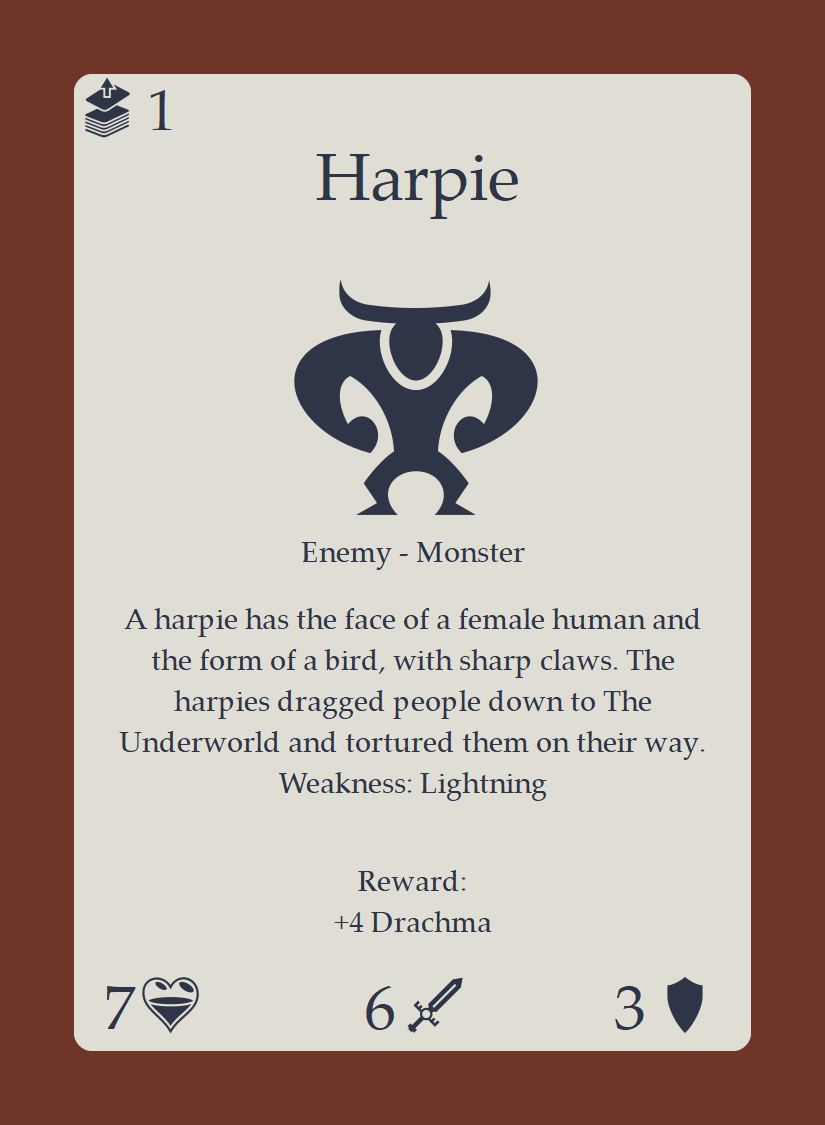 1
Harpie
Enemy - Monster
A harpie has the face of a female human and
the form of a bird, with sharp claws. The
harpies dragged people down to The
Underworld and tortured them on their way.
Weakness: Lightning
Reward:
+4 Drachma
7 6 3